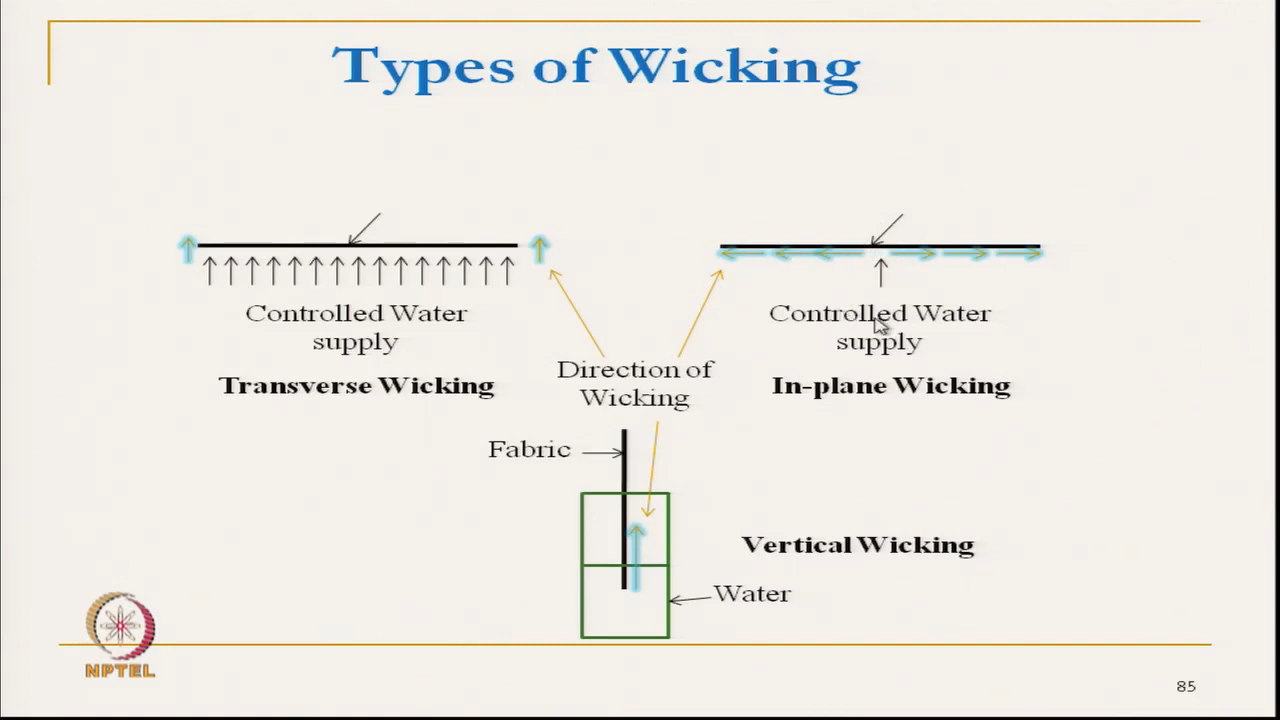 Types of Wicking
Controlled Water
supply
Transverse Wicking
Controlled Water
supply
In-plane Wicking
Direction of
Wicking
Fabric
Vertical Wicking
Water
NPTEL
85